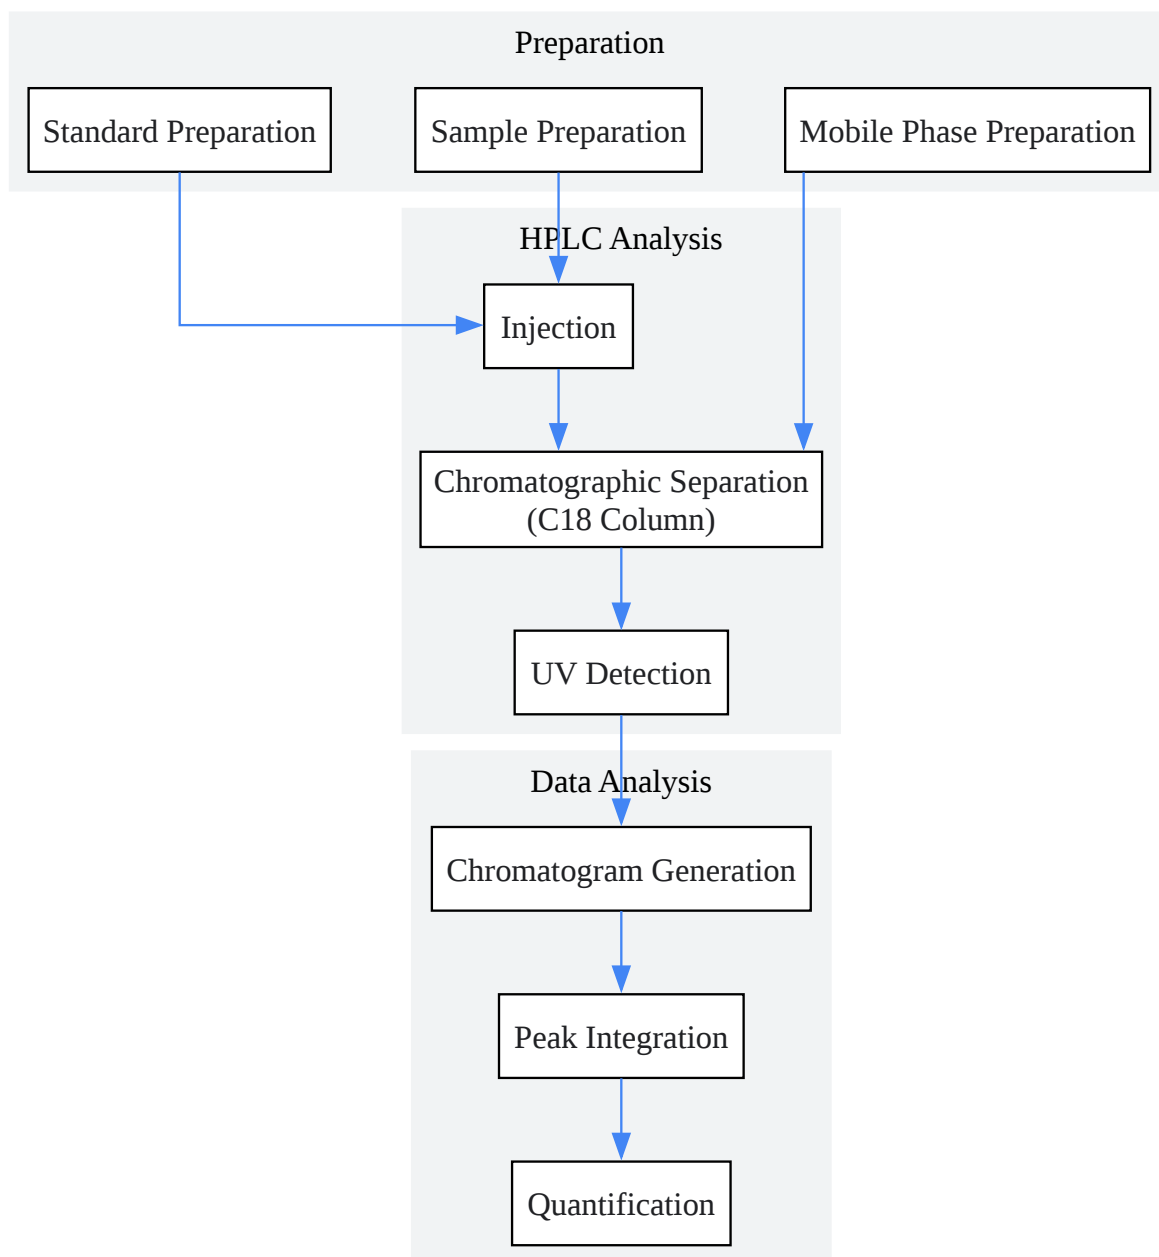 Preparation
Standard Preparation
Sample Preparation
Mobile Phase Preparation
HPLC Analysis
Injection
Chromatographic Separation
(C18 Column)
UV Detection
Data Analysis
Chromatogram Generation
Peak Integration
Quantification